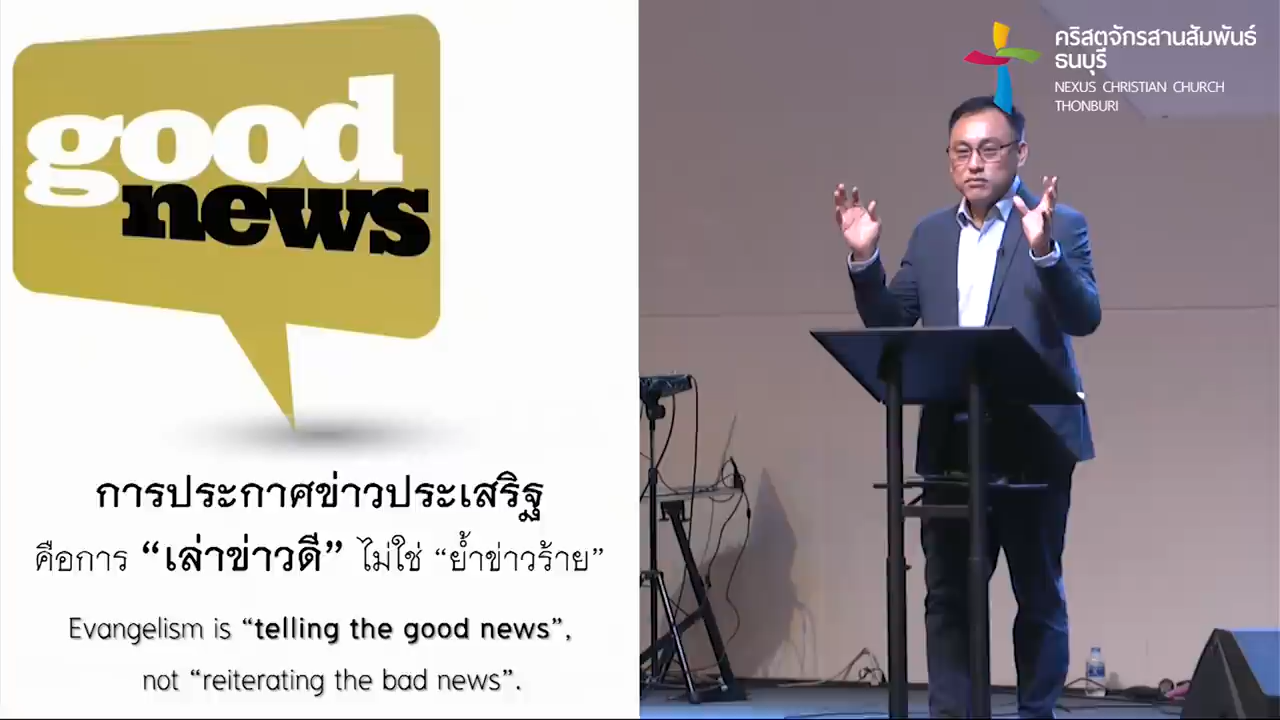 good
news
การประกาศข่าวประเสริฐ
คือการ “เล่าข่าวดี” ไม่ใช่ “ย้ำข่าวร้าย”
Evangelism is “telling the good news”,
not “reiterating the bad news”.
คริสตจักรสานสัมพันธ์
ธนบุรี
NEXUS CHRISTIAN CHURCH
THONBURI